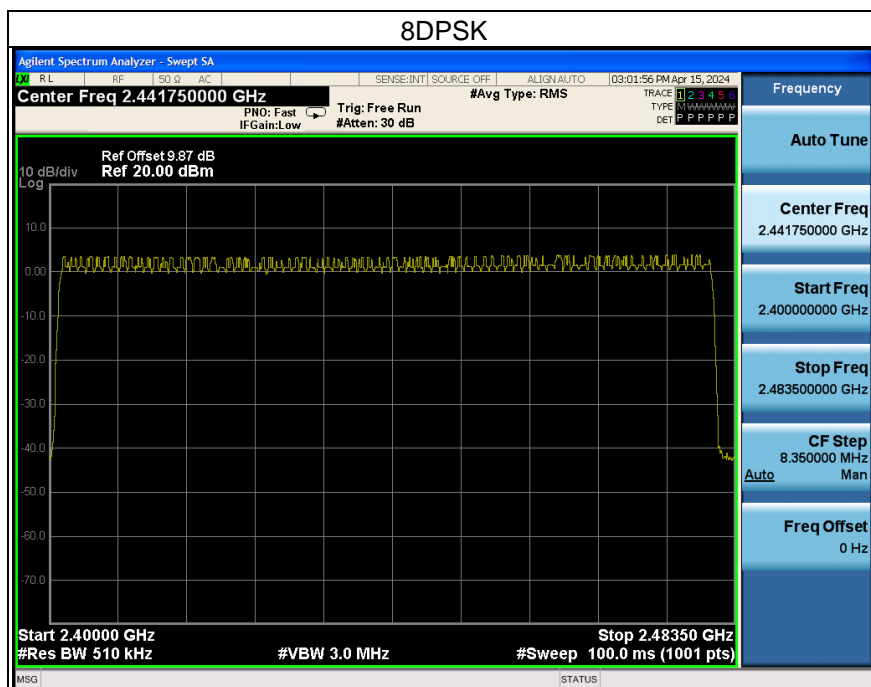 8DPSK
Agilent Spectrum Analyzer - Swept SA
LXI RL RF 50 Ω AC SENSE:INT SOURCE OFF ALIGN AUTO 03:01:56 PM Apr 15, 2024
Center Freq 2.441750000 GHz
PNO: Fast
IFGain:Low
Trig: Free Run
#Atten: 30 dB
#Avg Type: RMS
TRACE 1 2 3 4 5 6
TYPE M WWWWW
DET P P P P P P
Ref Offset 9.87 dB
10 dB/div Ref 20.00 dBm
Log
10.0
0.00
-10.0
-20.0
-30.0
-40.0
-50.0
-60.0
-70.0
Start 2.40000 GHz Stop 2.48350 GHz
#Res BW 510 kHz #VBW 3.0 MHz #Sweep 100.0 ms (1001 pts)
MSG STATUS
Frequency
Auto Tune
Center Freq
2.441750000 GHz
Start Freq
2.400000000 GHz
Stop Freq
2.483500000 GHz
CF Step
8.350000 MHz
Auto Man
Freq Offset
0 Hz